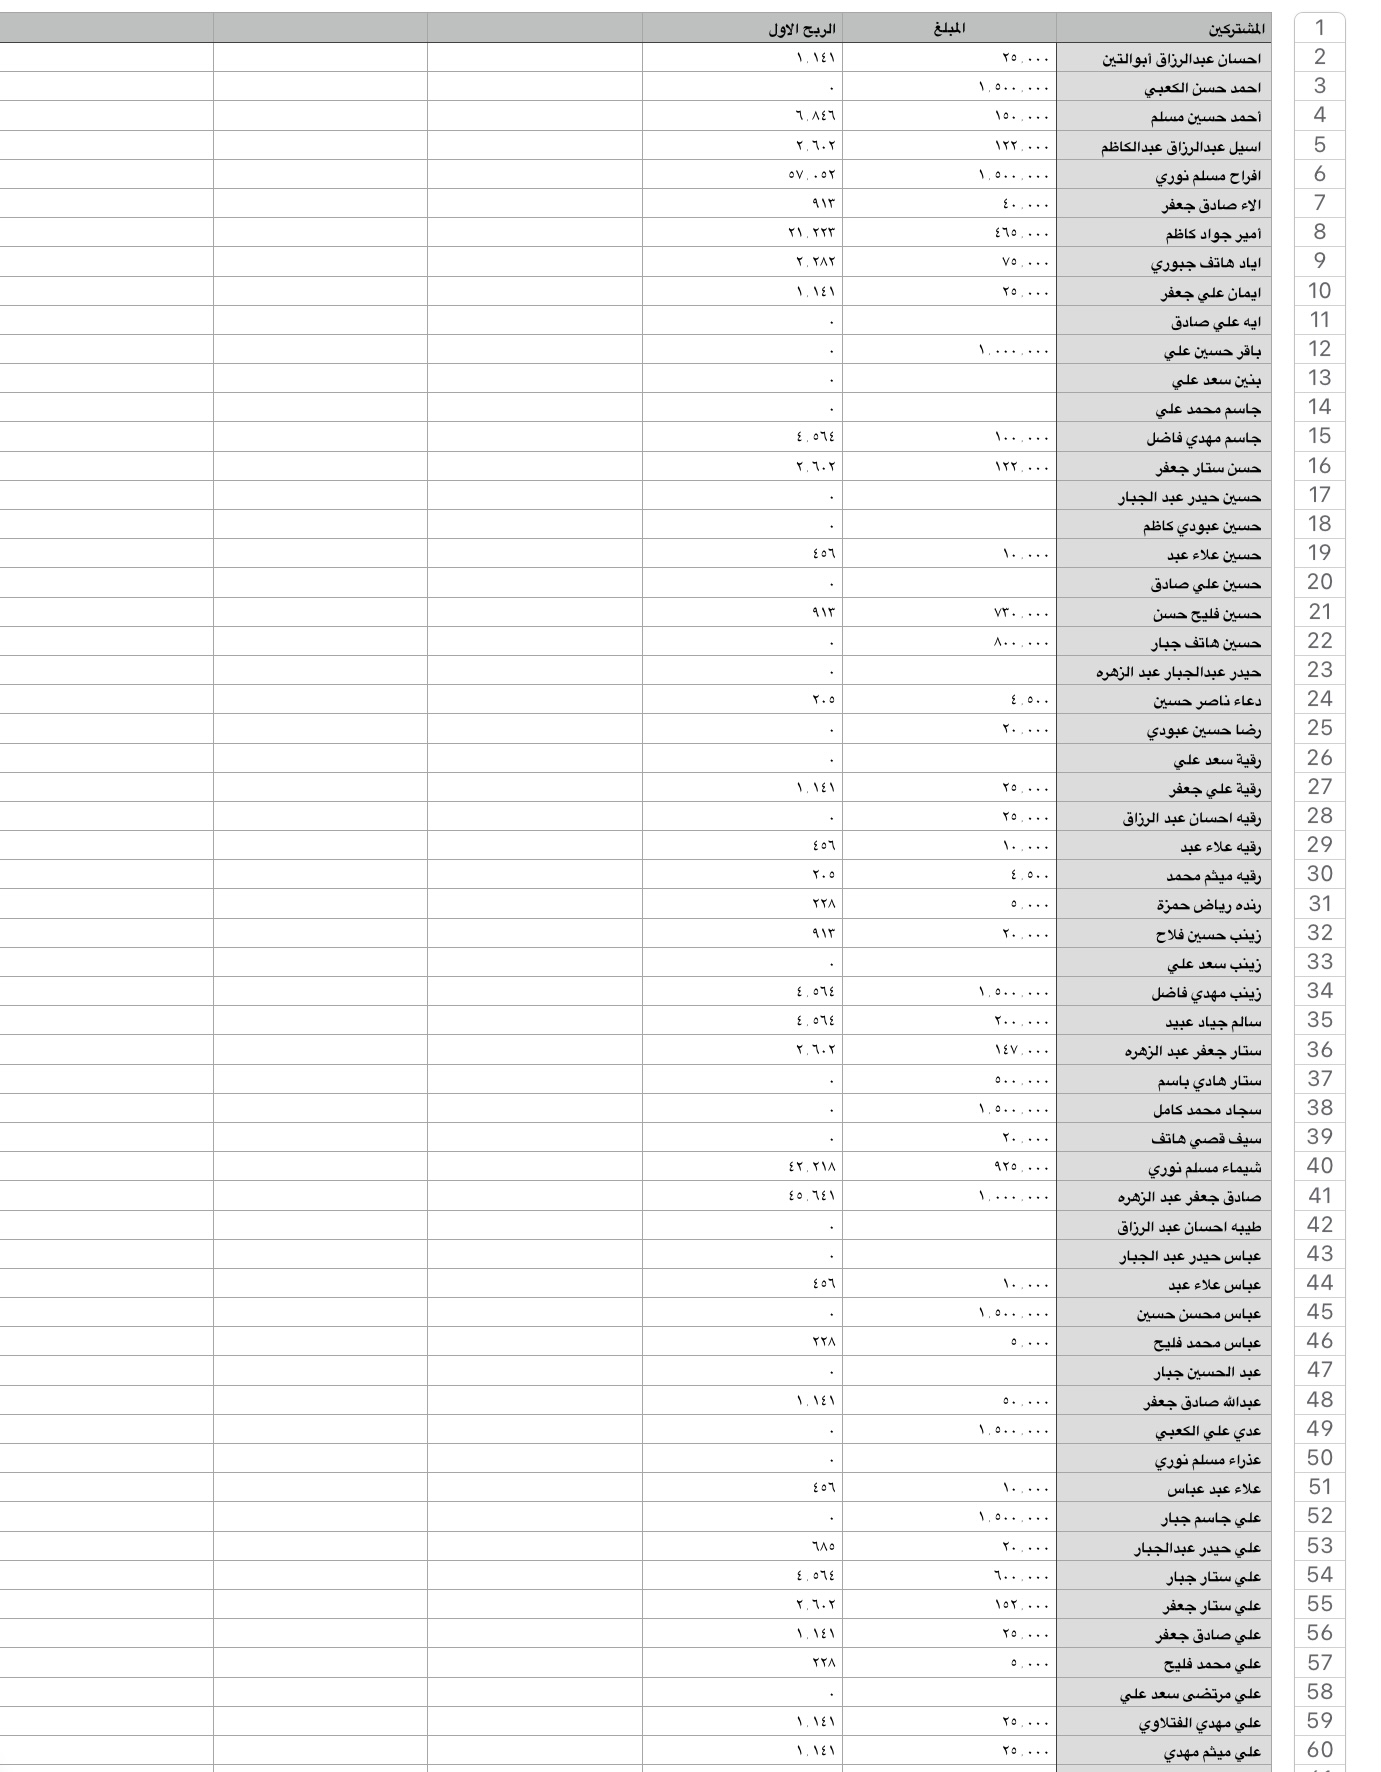 المشتركين المبلغ الربح الاول 1
احسان عبدالرزاق أبوالتين ٢٥٬٠٠٠ ١٬١٤١ 2
احمد حسن الكعبي ١٬٥٠٠٬٠٠٠ ٠ 3
أحمد حسين مسلم ١٥٠٬٠٠٠ ٦٬٨٤٦ 4
اسيل عبدالرزاق عبدالكاظم ١٢٢٬٠٠٠ ٢٬٦٠٢ 5
افراح مسلم نوري ١٬٥٠٠٬٠٠٠ ٥٧٬٠٥٢ 6
الاء صادق جعفر ٤٠٬٠٠٠ ٩١٣ 7
أمير جواد كاظم ٤٦٥٬٠٠٠ ٢١٬٢٢٣ 8
اياد هاتف جبوري ٧٥٬٠٠٠ ٢٬٢٨٢ 9
ايمان علي جعفر ٢٥٬٠٠٠ ١٬١٤١ 10
ايه علي صادق ٠ 11
باقر حسين علي ١٬٠٠٠٬٠٠٠ ٠ 12
بنين سعد علي ٠ 13
جاسم محمد علي ٠ 14
جاسم مهدي فاضل ١٠٠٬٠٠٠ ٤٬٥٦٤ 15
حسن ستار جعفر ١٢٢٬٠٠٠ ٢٬٦٠٢ 16
حسين حيدر عبد الجبار ٠ 17
حسين عبودي كاظم ٠ 18
حسين علاء عبد ١٠٬٠٠٠ ٤٥٦ 19
حسين علي صادق ٠ 20
حسين فليح حسن ٧٣٠٬٠٠٠ ٩١٣ 21
حسين هاتف جبار ٨٠٠٬٠٠٠ ٠ 22
حيدر عبدالجبار عبد الزهره ٠ 23
دعاء ناصر حسين ٤٬٥٠٠ ٢٠٥ 24
رضا حسين عبودي ٢٠٬٠٠٠ ٠ 25
رقية سعد علي ٠ 26
رقية علي جعفر ٢٥٬٠٠٠ ١٬١٤١ 27
رقيه احسان عبد الرزاق ٢٥٬٠٠٠ ٠ 28
رقيه علاء عبد ١٠٬٠٠٠ ٤٥٦ 29
رقيه ميثم محمد ٤٬٥٠٠ ٢٠٥ 30
رنده رياض حمزة ٥٬٠٠٠ ٢٢٨ 31
زينب حسين فلاح ٢٠٬٠٠٠ ٩١٣ 32
زينب سعد علي ٠ 33
زينب مهدي فاضل ١٬٥٠٠٬٠٠٠ ٤٬٥٦٤ 34
سالم جياد عبيد ٢٠٠٬٠٠٠ ٤٬٥٦٤ 35
ستار جعفر عبد الزهره ١٤٧٬٠٠٠ ٢٬٦٠٢ 36
ستار هادي باسم ٥٠٠٬٠٠٠ ٠ 37
سجاد محمد كامل ١٬٥٠٠٬٠٠٠ ٠ 38
سيف قصي هاتف ٢٠٬٠٠٠ ٠ 39
شيماء مسلم نوري ٩٢٥٬٠٠٠ ٤٢٬٢١٨ 40
صادق جعفر عبد الزهره ١٬٠٠٠٬٠٠٠ ٤٥٬٦٤١ 41
طيبه احسان عبد الرزاق ٠ 42
عباس حيدر عبد الجبار ٠ 43
عباس علاء عبد ١٠٬٠٠٠ ٤٥٦ 44
عباس محسن حسين ١٬٥٠٠٬٠٠٠ ٠ 45
عباس محمد فليح ٥٬٠٠٠ ٢٢٨ 46
عبد الحسين جبار ٠ 47
عبدالله صادق جعفر ٥٠٬٠٠٠ ١٬١٤١ 48
عدي علي الكعبي ١٬٥٠٠٬٠٠٠ ٠ 49
عذراء مسلم نوري ٠ 50
علاء عبد عباس ١٠٬٠٠٠ ٤٥٦ 51
علي جاسم جبار ١٬٥٠٠٬٠٠٠ ٠ 52
علي حيدر عبدالجبار ٢٠٬٠٠٠ ٦٨٥ 53
علي ستار جبار ٦٠٠٬٠٠٠ ٤٬٥٦٤ 54
علي ستار جعفر ١٥٢٬٠٠٠ ٢٬٦٠٢ 55
علي صادق جعفر ٢٥٬٠٠٠ ١٬١٤١ 56
علي محمد فليح ٥٬٠٠٠ ٢٢٨ 57
علي مرتضى سعد علي ٠ 58
علي مهدي الفتلاوي ٢٥٬٠٠٠ ١٬١٤١ 59
علي ميثم مهدي ٢٥٬٠٠٠ ١٬١٤١ 60